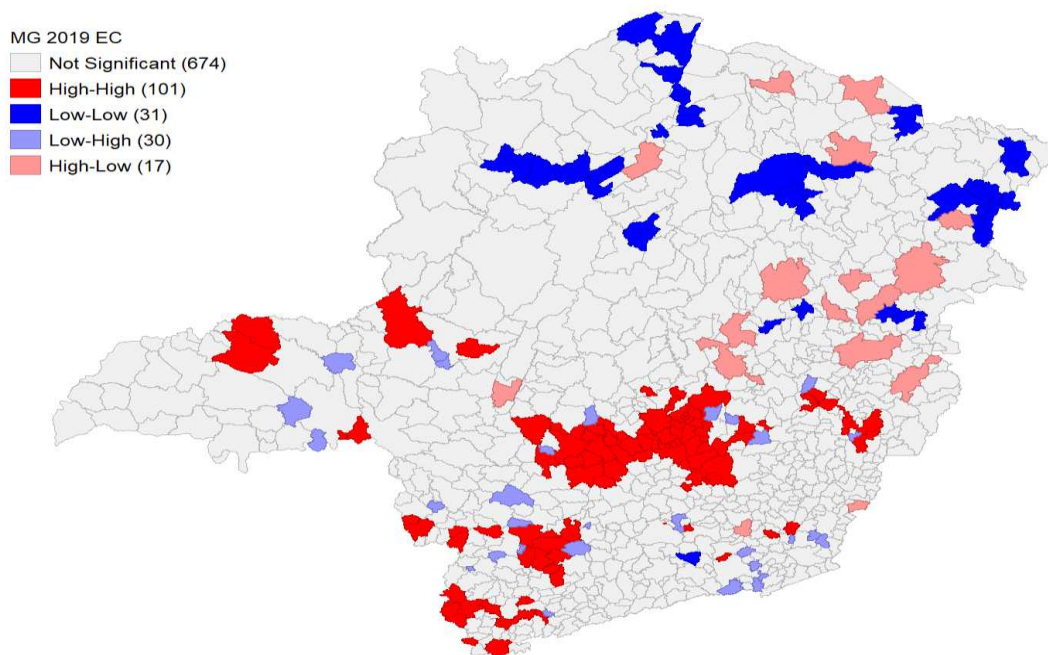 MG 2019 EC
Not Significant (674)
High-High (101)
Low-Low (31)
Low-High (30)
High-Low (17)